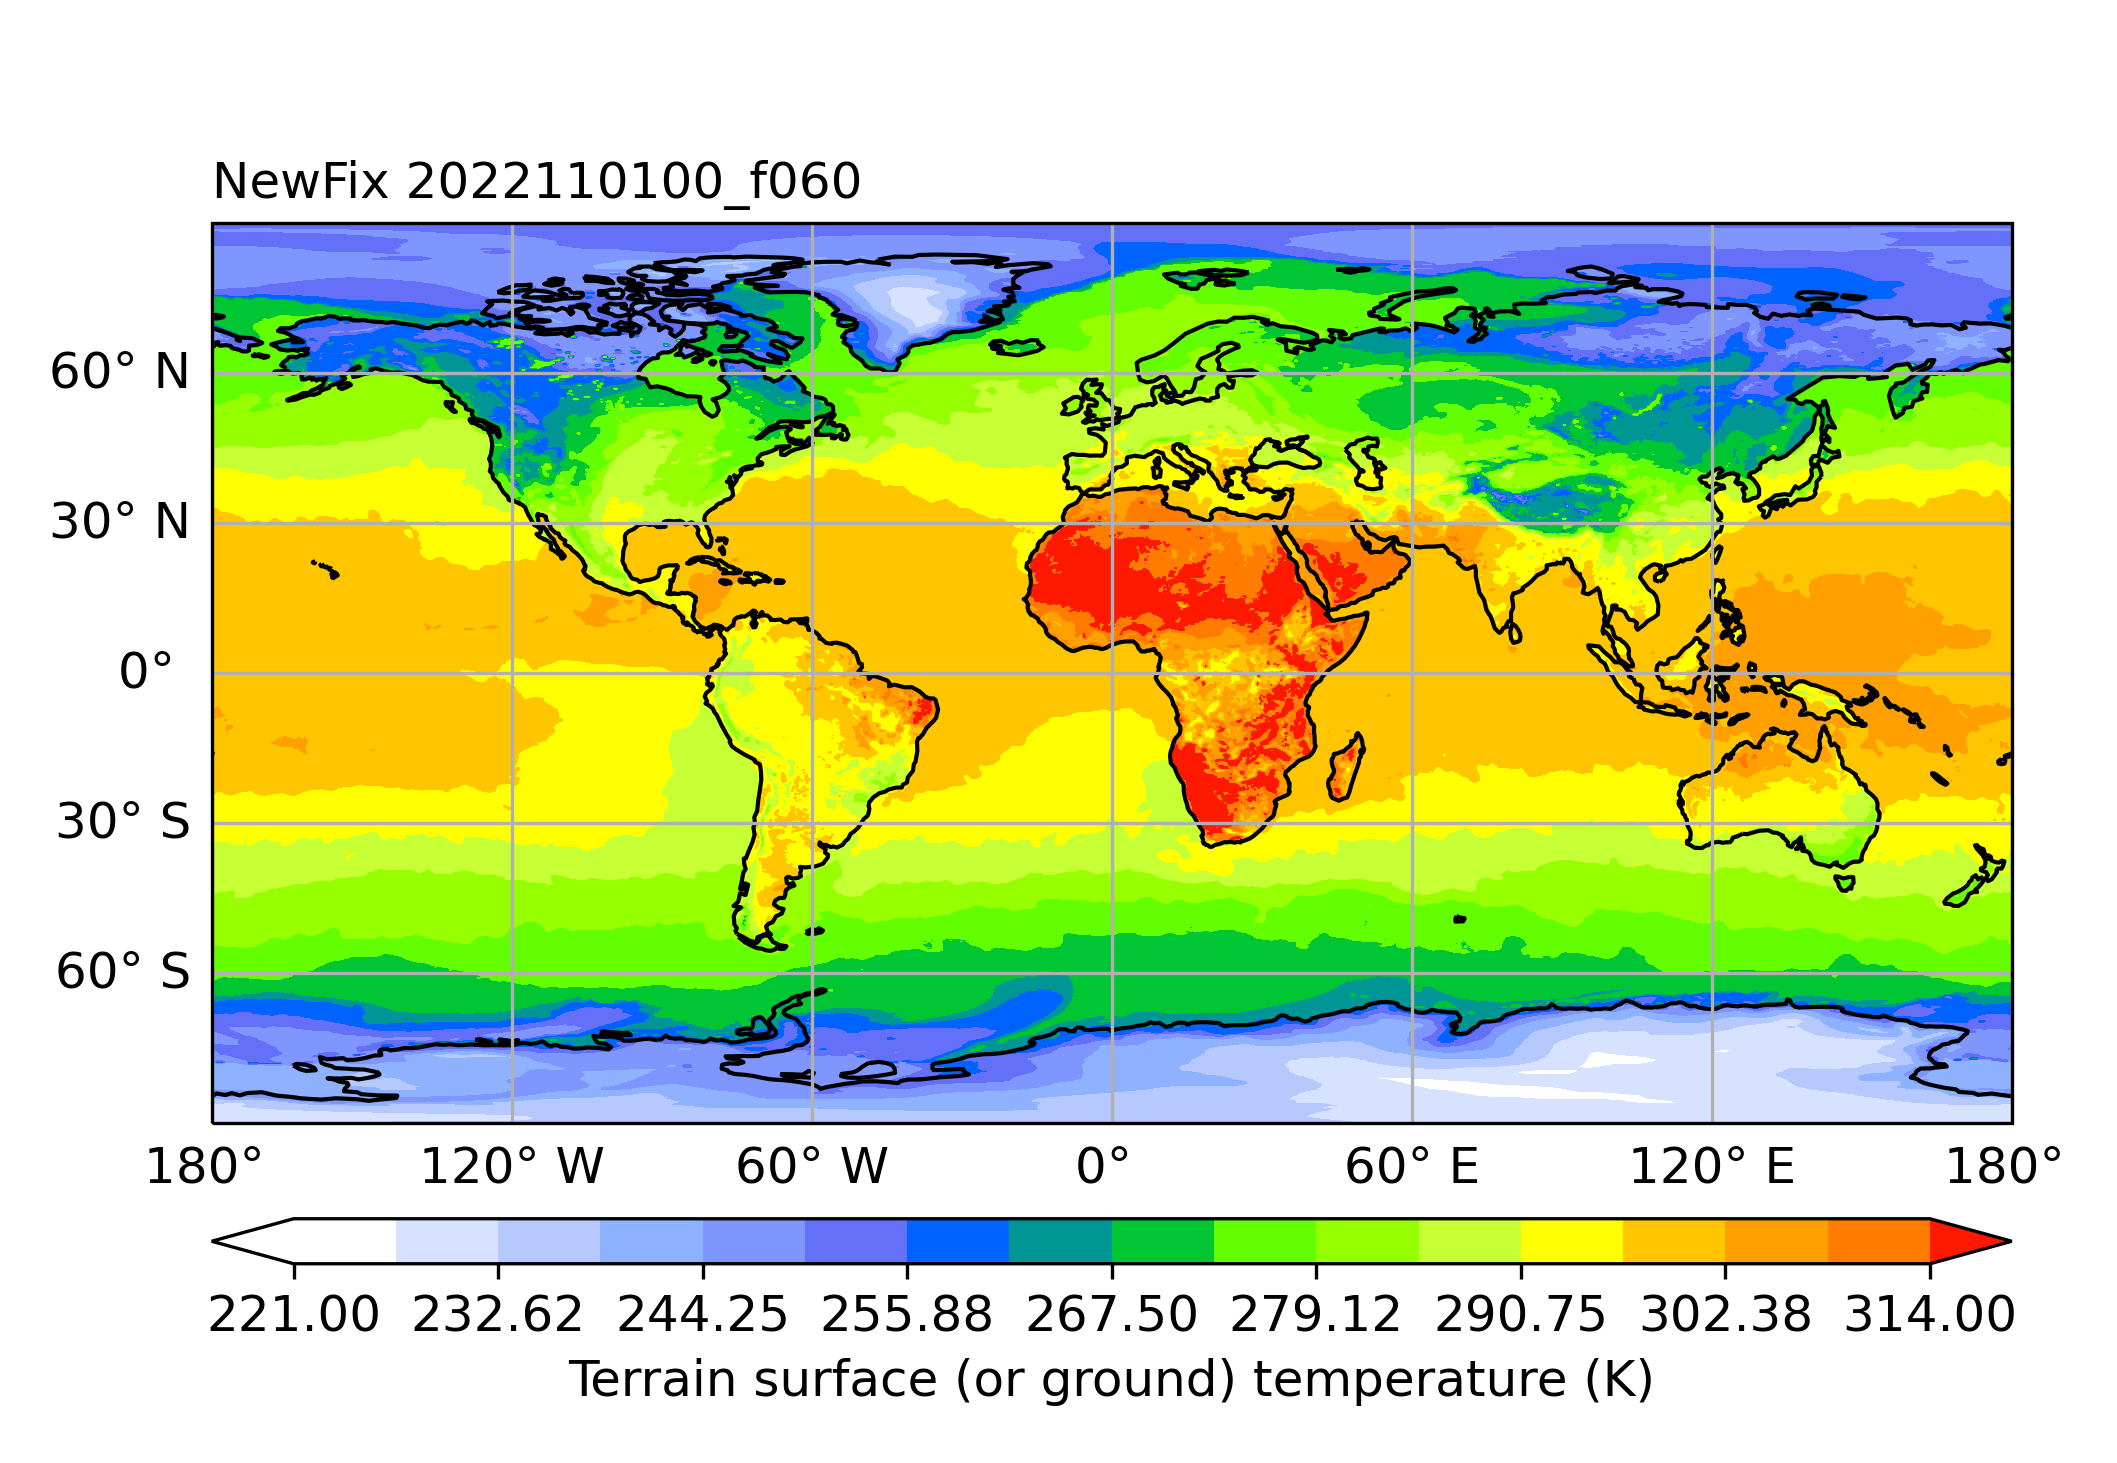 NewFix 2022110100_f060
60° N
30° N
0°
30° S
60° S
180° 120° W 60° W 0° 60° E 120° E 180°
221.00 232.62 244.25 255.88 267.50 279.12 290.75 302.38 314.00
Terrain surface (or ground) temperature (K)